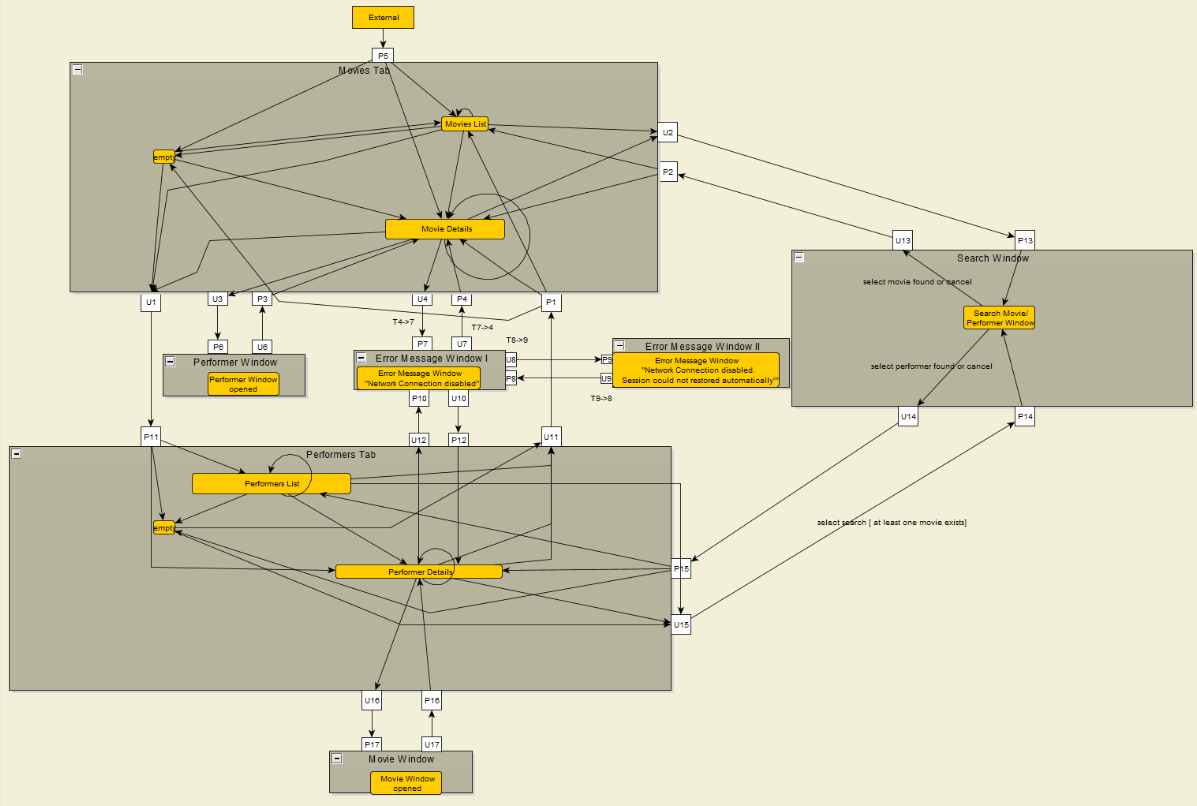 External
P5
Movies Tab
Movies List
U2
empty
P2
Movie Details
U13
P13
Search Window
select movie found or cancel
U1
U3
P3
U4
P4
P1
Search Movie/
Performer Window
T4->7
T7->4
T8->9
P6
U6
P7
U7
Performer Window
Performer Window
opened
Error Message Window I
Error Message Window
"Network Connection disabled"
U8
P8
P9
U9
Error Message Window II
Error Message Window
"Network Connection disabled.
Session could not restored automatically"
select performer found or cancel
T9->8
P10
U10
U14
P14
P11
U12
P12
U11
Performers Tab
Performers List
empty
select search [ at least one movie exists]
Performer Details
P15
U15
U16
P16
P17
U17
Movie Window
Movie Window
opened